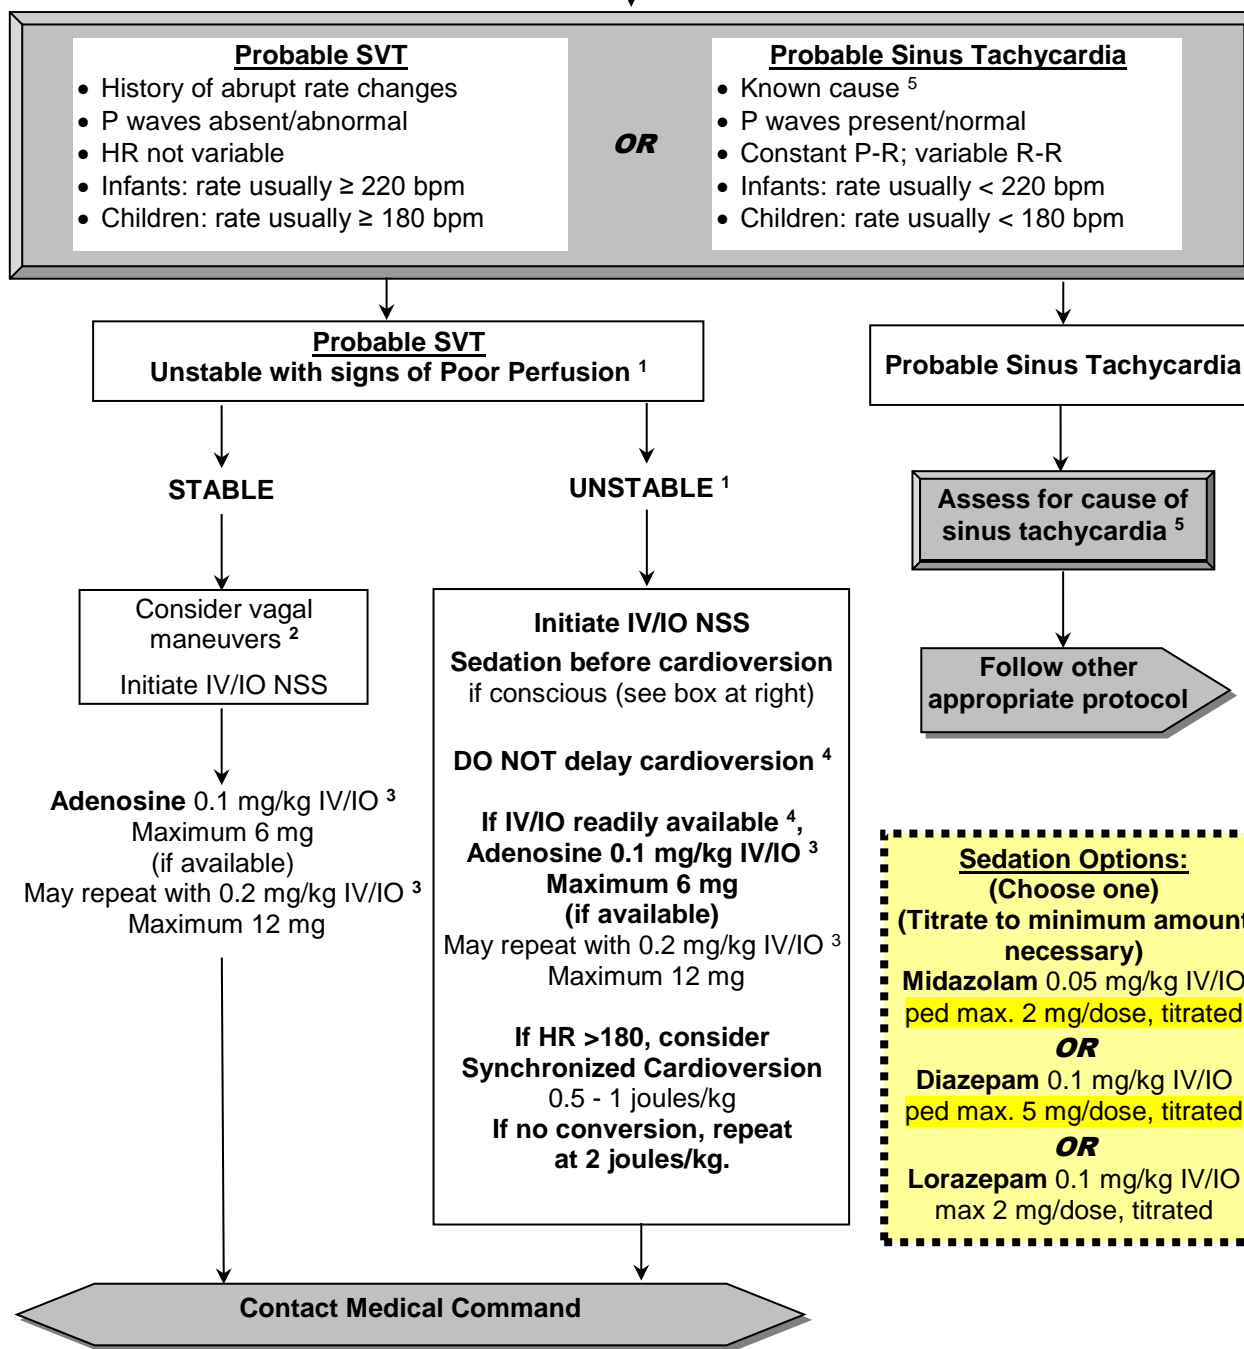 Probable SVT
• History of abrupt rate changes
• P waves absent/abnormal
• HR not variable
• Infants: rate usually ≥ 220 bpm
• Children: rate usually ≥ 180 bpm
OR
Probable Sinus Tachycardia
• Known cause ⁵
• P waves present/normal
• Constant P-R; variable R-R
• Infants: rate usually < 220 bpm
• Children: rate usually < 180 bpm
Probable SVT
Unstable with signs of Poor Perfusion ¹
Probable Sinus Tachycardia
STABLE
UNSTABLE ¹
Assess for cause of
sinus tachycardia ⁵
Follow other
appropriate protocol
Consider vagal
maneuvers ²
Initiate IV/IO NSS
Adenosine 0.1 mg/kg IV/IO ³
Maximum 6 mg
(if available)
May repeat with 0.2 mg/kg IV/IO ³
Maximum 12 mg
Initiate IV/IO NSS
Sedation before cardioversion
if conscious (see box at right)
DO NOT delay cardioversion ⁴
If IV/IO readily available ⁴,
Adenosine 0.1 mg/kg IV/IO ³
Maximum 6 mg
(if available)
May repeat with 0.2 mg/kg IV/IO ³
Maximum 12 mg
If HR >180, consider
Synchronized Cardioversion
0.5 - 1 joules/kg
If no conversion, repeat
at 2 joules/kg.
Sedation Options:
(Choose one)
(Titrate to minimum amount
necessary)
Midazolam 0.05 mg/kg IV/IO
ped max. 2 mg/dose, titrated
OR
Diazepam 0.1 mg/kg IV/IO
ped max. 5 mg/dose, titrated
OR
Lorazepam 0.1 mg/kg IV/IO
max 2 mg/dose, titrated
Contact Medical Command